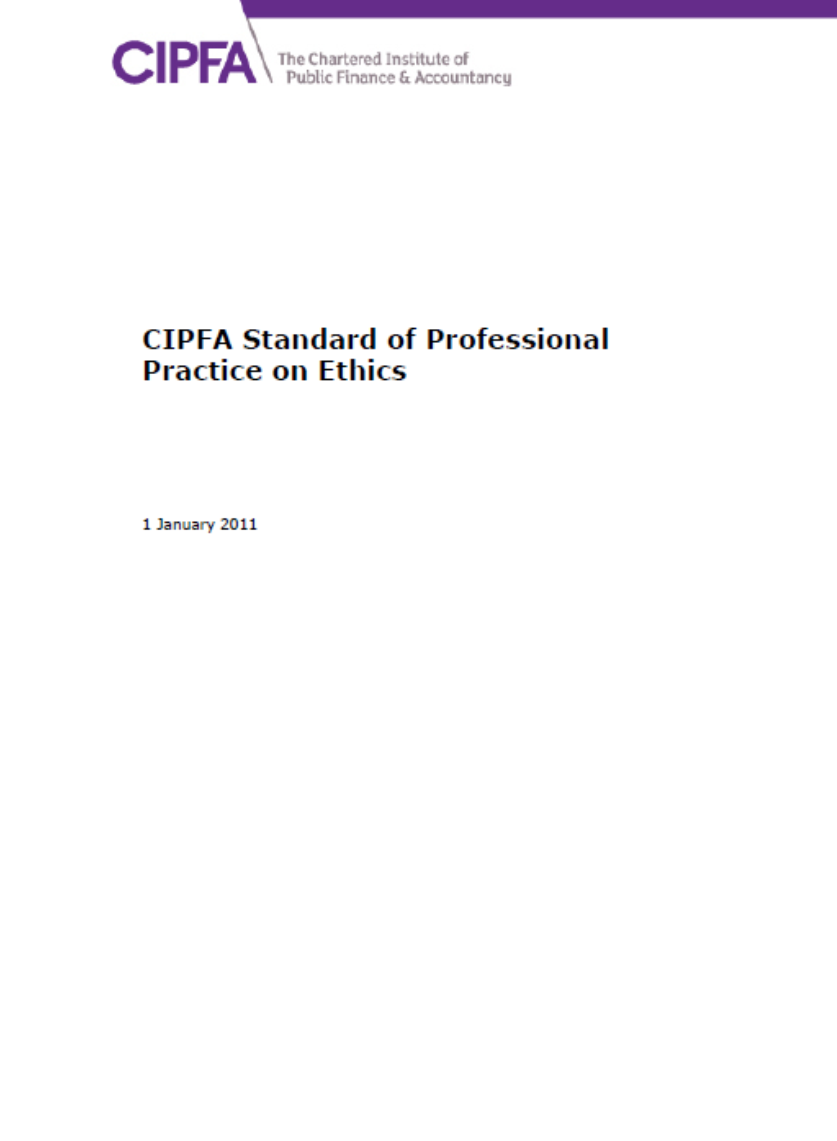 CIPFA
The Chartered Institute of
Public Finance & Accountancy
CIPFA Standard of Professional
Practice on Ethics
1 January 2011